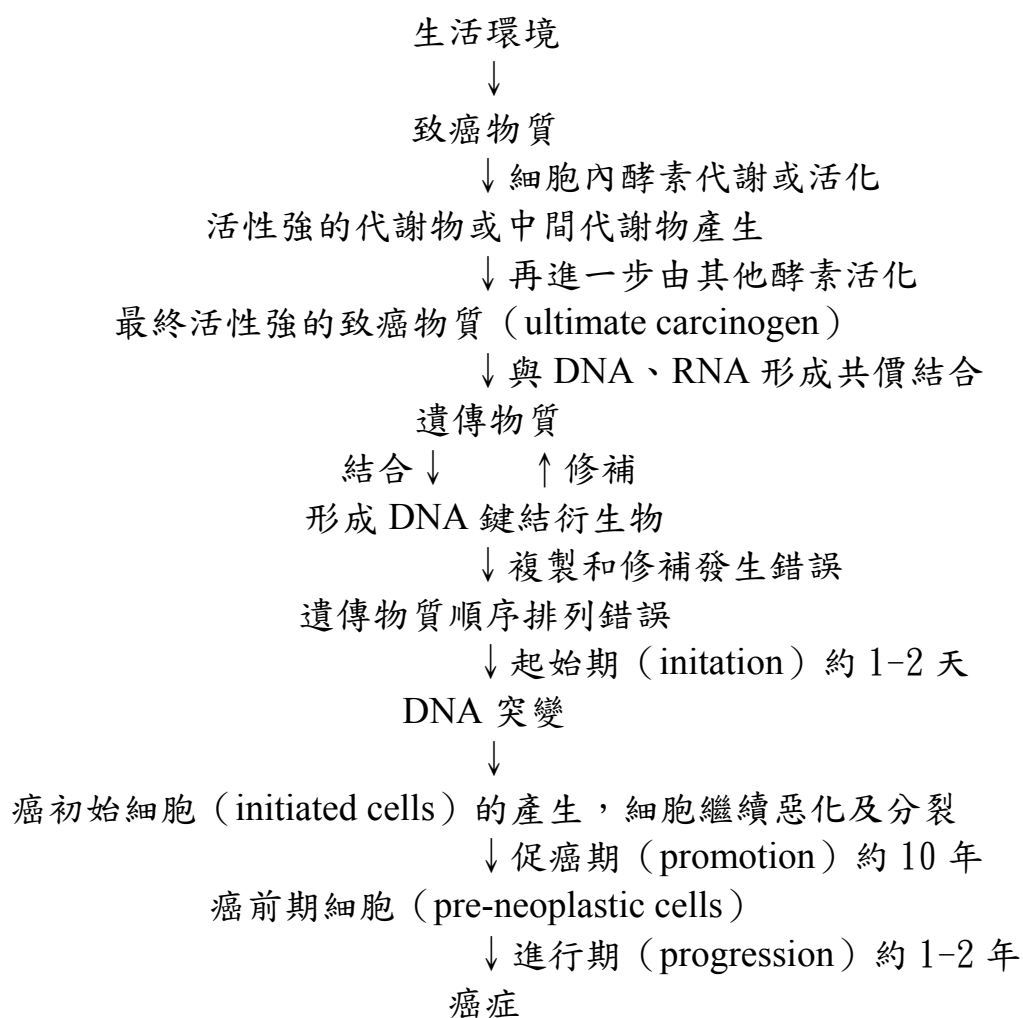 生活環境
↓
致癌物質
↓細胞內酵素代謝或活化
活性強的代謝物或中間代謝物產生
↓再進一步由其他酵素活化
最終活性強的致癌物質（ultimate carcinogen）
↓與 DNA、RNA 形成共價結合
遺傳物質
結合↓ ↑修補
形成 DNA 鍵結衍生物
↓複製和修補發生錯誤
遺傳物質順序排列錯誤
↓起始期（initation）約 1-2 天
DNA 突變
↓
癌初始細胞（initiated cells）的產生，細胞繼續惡化及分裂
↓促癌期（promotion）約 10 年
癌前期細胞（pre-neoplastic cells）
↓進行期（progression）約 1-2 年
癌症